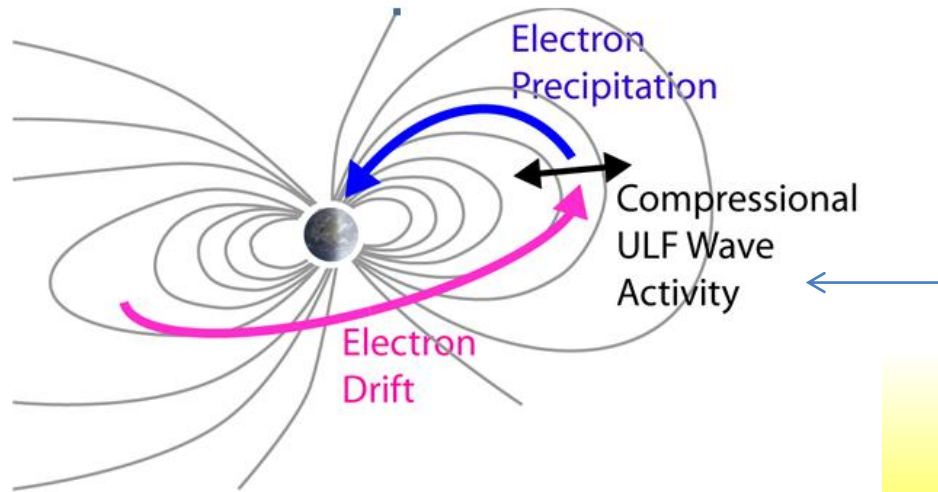 Electron
Precipitation
Compressional
ULF Wave
Activity
Electron
Drift